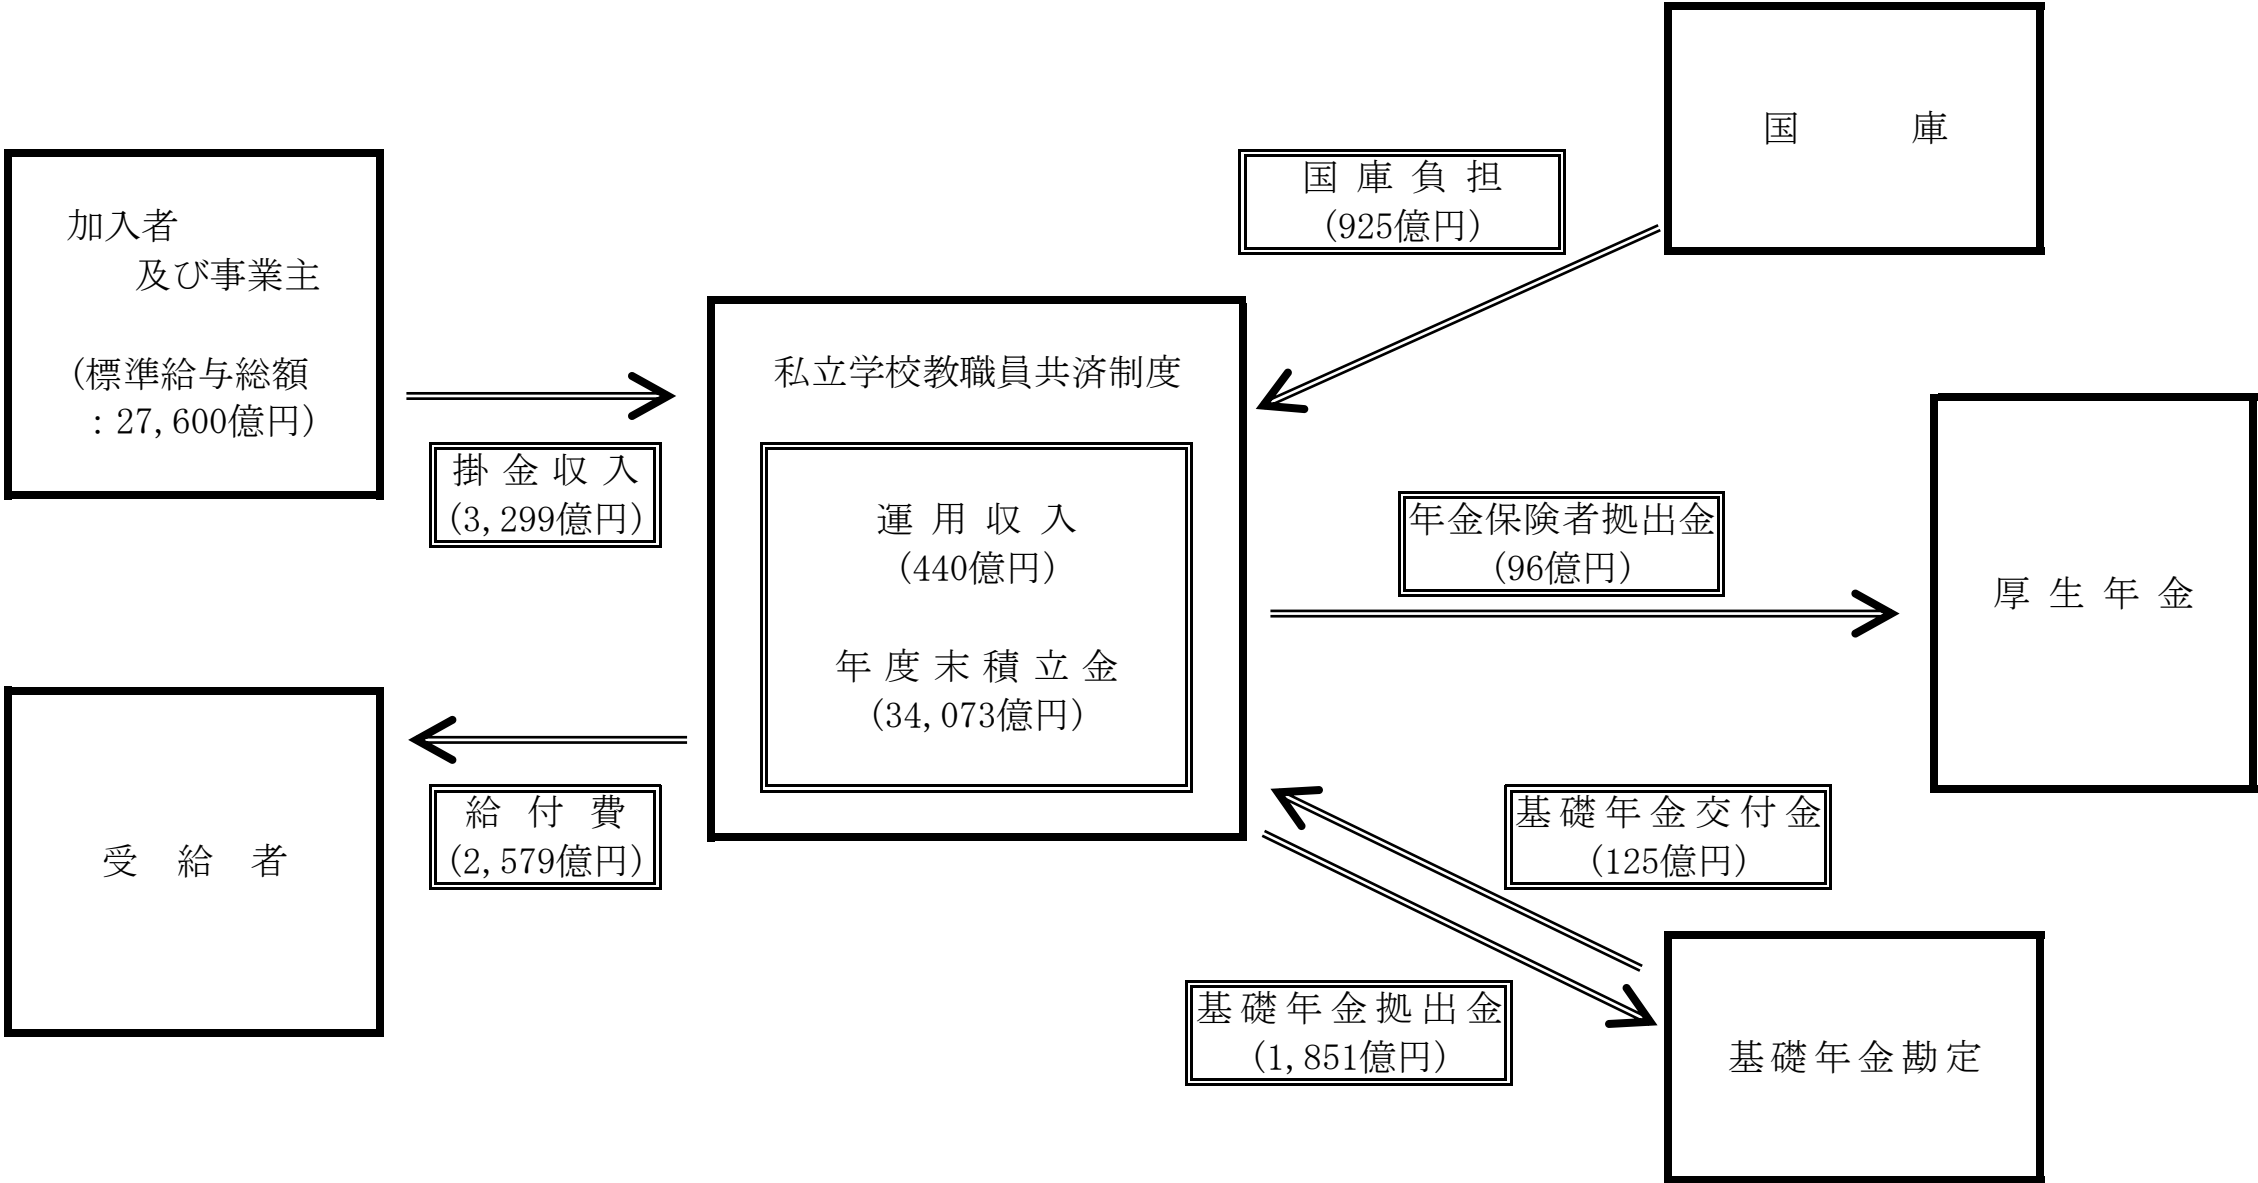 国庫
国庫負担
(925億円)
加入者
及び事業主
(標準給与総額
：27,600億円)
掛金収入
(3,299億円)
私立学校教職員共済制度
運用収入
(440億円)
年度末積立金
(34,073億円)
年金保険者拠出金
(96億円)
厚生年金
受給者
給付費
(2,579億円)
基礎年金交付金
(125億円)
基礎年金拠出金
(1,851億円)
基礎年金勘定